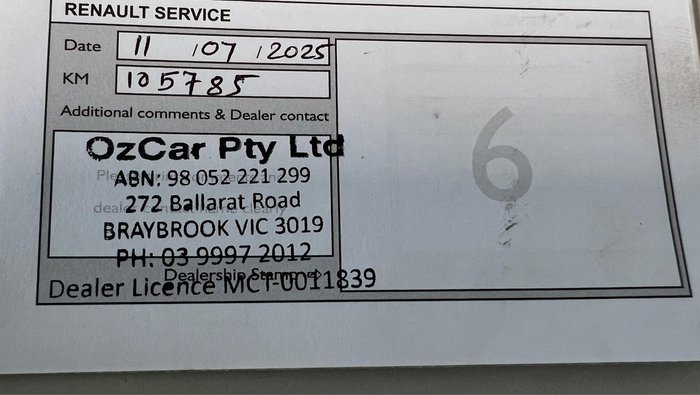 RENAULT SERVICE
Date 11 /07 /2025
KM 105785
Additional comments & Dealer contact
OzCar Pty Ltd
ABN: 98 052 221 299
272 Ballarat Road
BRAYBROOK VIC 3019
PH: 03 9997 2012
Dealership Stamp
Dealer Licence MCT-0011839
6